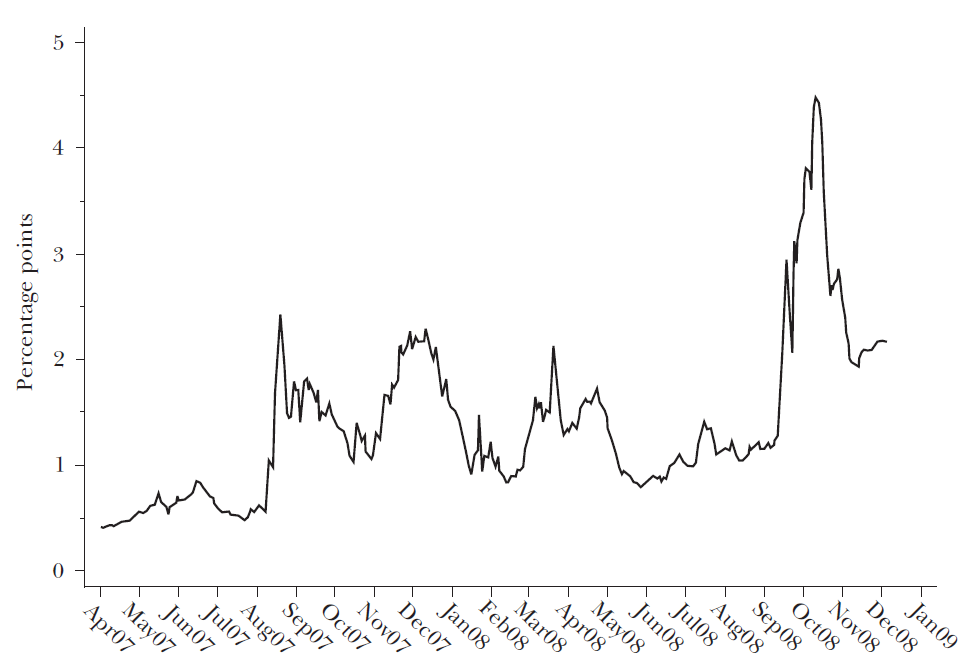 5
4
3
2
1
0
Percentage points
Apr07
May07
Jun07
Jul07
Aug07
Sep07
Oct07
Nov07
Dec07
Jan08
Feb08
Mar08
Apr08
May08
Jun08
Jul08
Aug08
Sep08
Oct08
Nov08
Dec08
Jan09